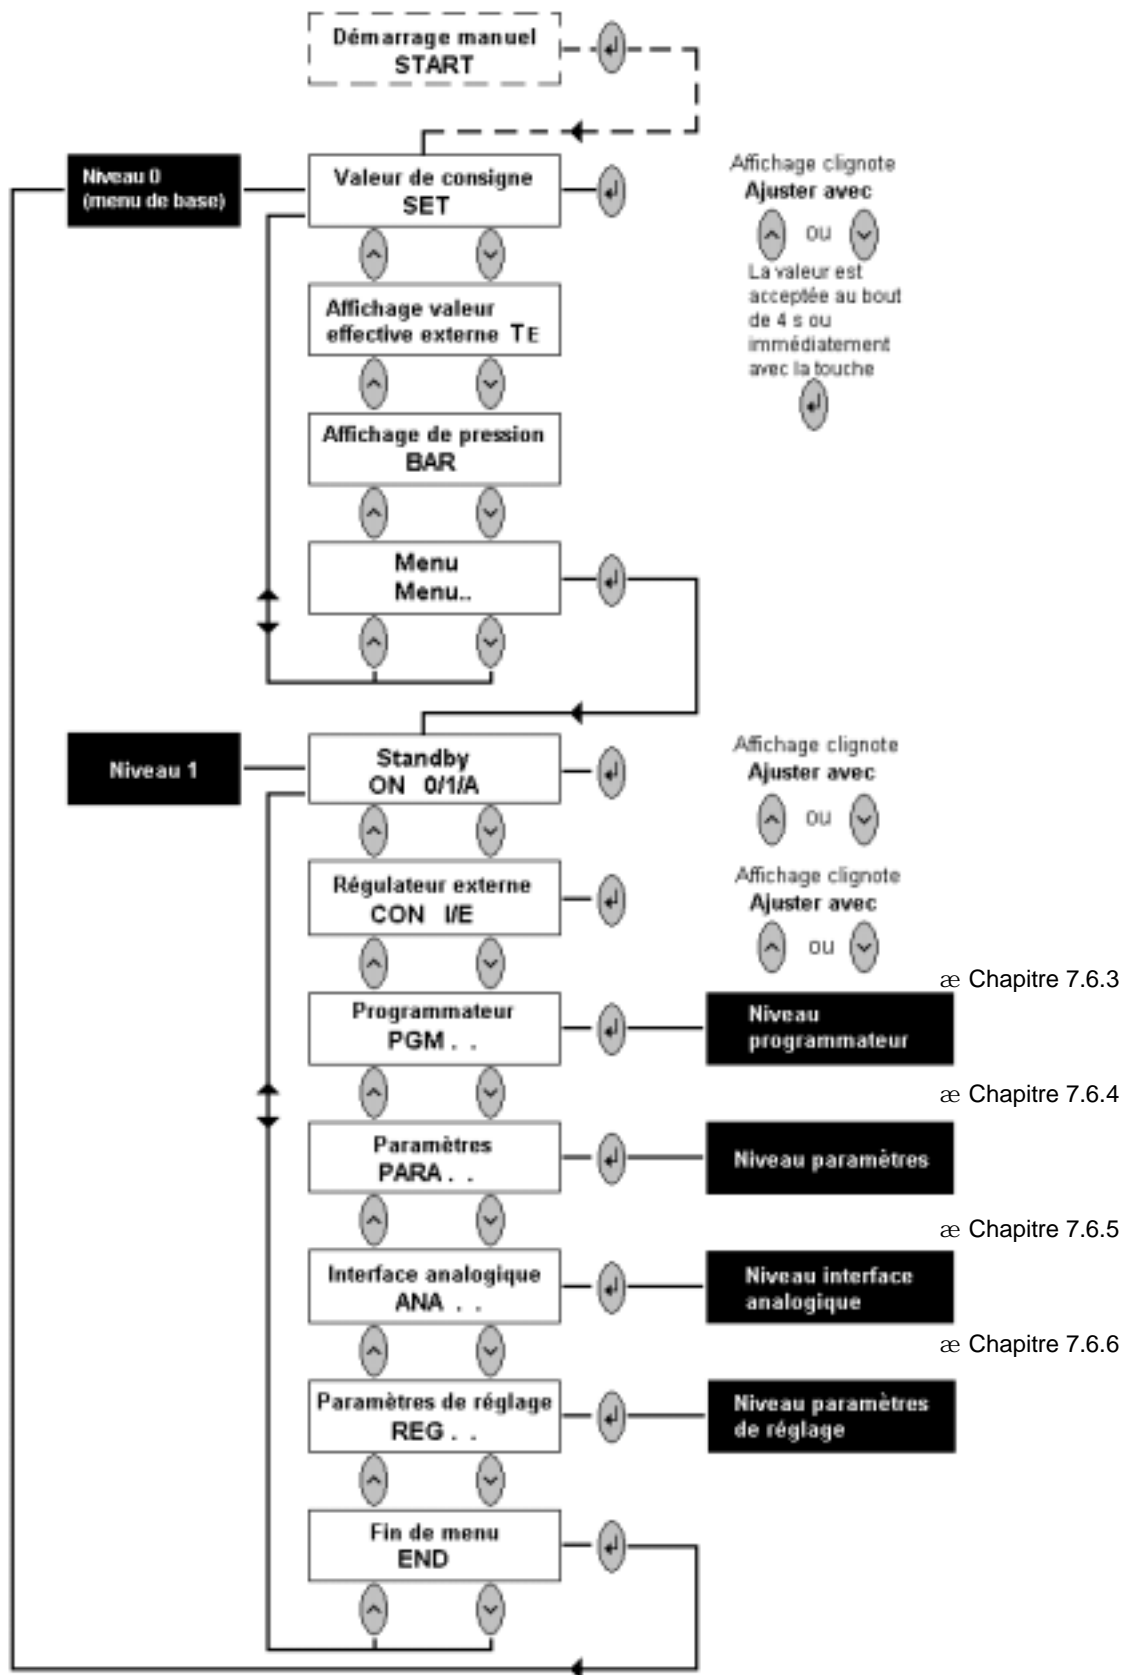 Démarrage manuel
START
Niveau 0
(menu de base)
Valeur de consigne
SET
Affichage clignote
Ajuster avec
ou
La valeur est
acceptée au bout
de 4 s ou
immédiatement
avec la touche
Affichage valeur
effective externe TE
Affichage de pression
BAR
Menu
Menu..
Niveau 1
Standby
ON 0/1/A
Affichage clignote
Ajuster avec
ou
Régulateur externe
CON I/E
Affichage clignote
Ajuster avec
ou
æ Chapitre 7.6.3
Programmateur
PGM . .
Niveau
programmateur
æ Chapitre 7.6.4
Paramètres
PARA . .
Niveau paramètres
æ Chapitre 7.6.5
Interface analogique
ANA . .
Niveau interface
analogique
æ Chapitre 7.6.6
Paramètres de réglage
REG . .
Niveau paramètres
de réglage
Fin de menu
END